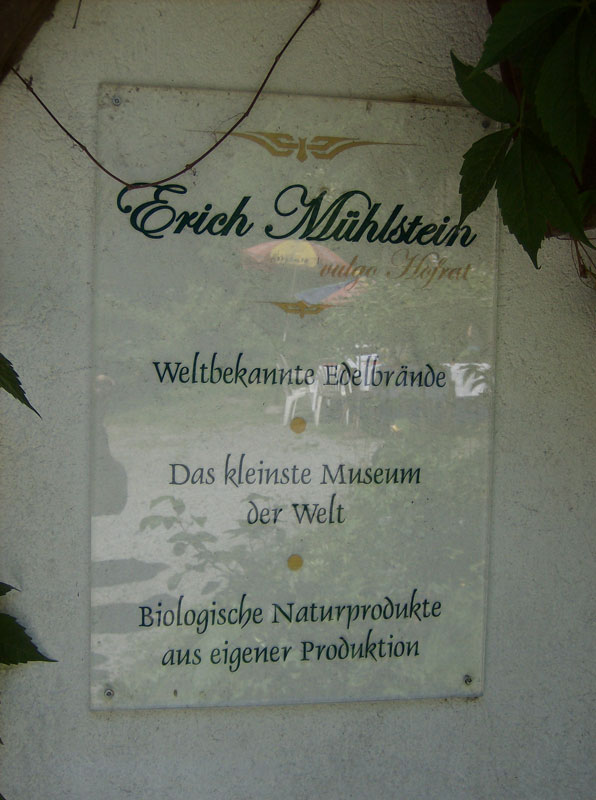 Erich Mühlstein
vulgo Hofrat
Weltbekannte Edelbrände
Das kleinste Museum
der Welt
Biologische Naturprodukte
aus eigener Produktion